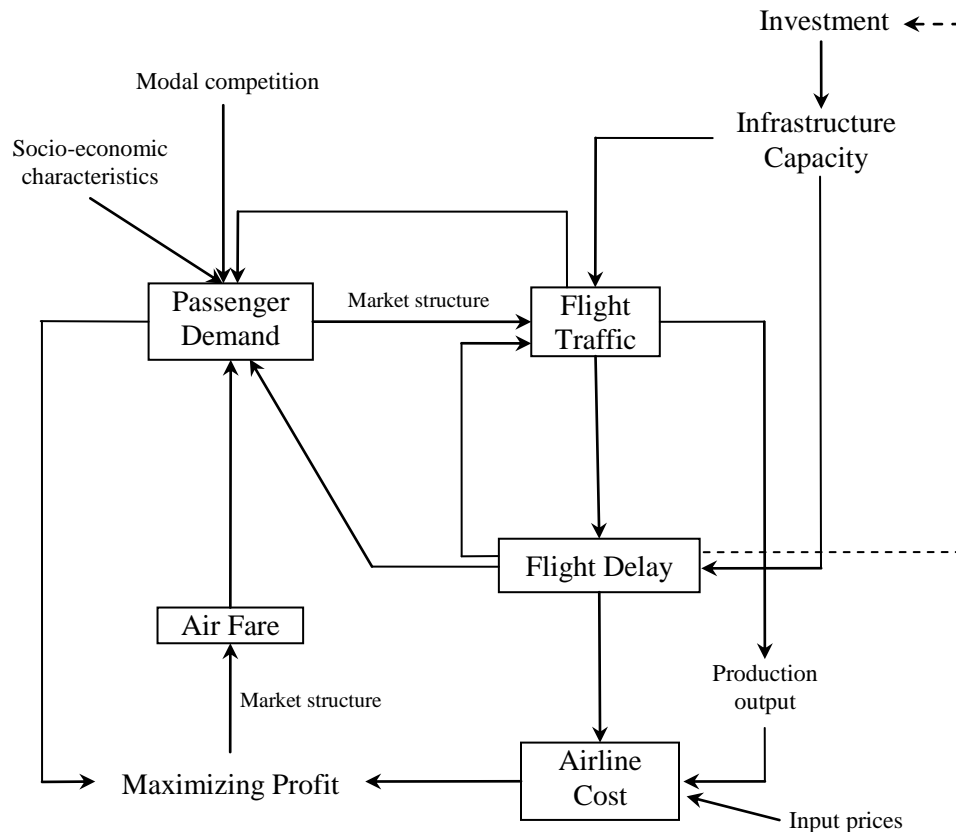 Investment
Modal competition
Infrastructure
Capacity
Socio-economic
characteristics
Passenger
Demand
Market structure
Flight
Traffic
Flight Delay
Air Fare
Production
output
Market structure
Maximizing Profit
Airline
Cost
Input prices